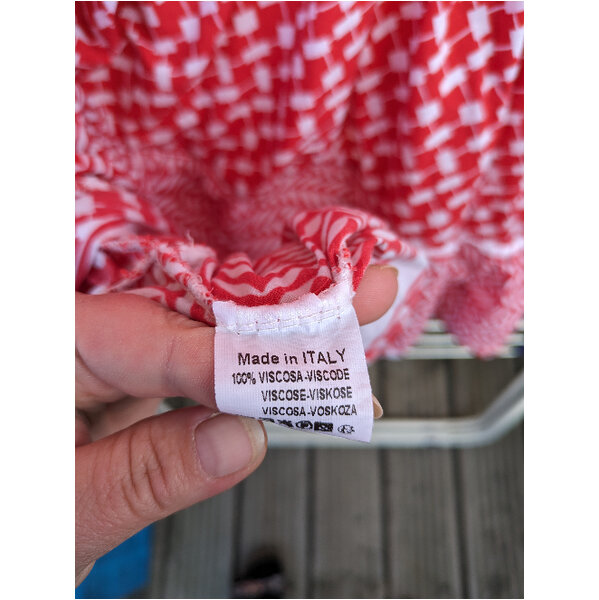 Made in ITALY
100% VISCOSA-VISCODE
VISCOSE-VISKOSE
VISCOSA-VOSKOZA